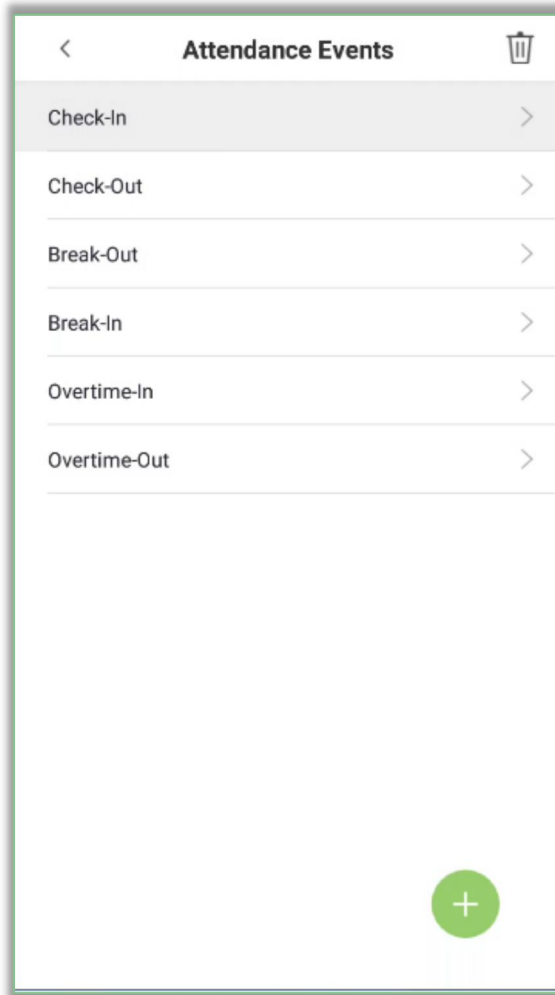 Attendance Events
Check-In
Check-Out
Break-Out
Break-In
Overtime-In
Overtime-Out